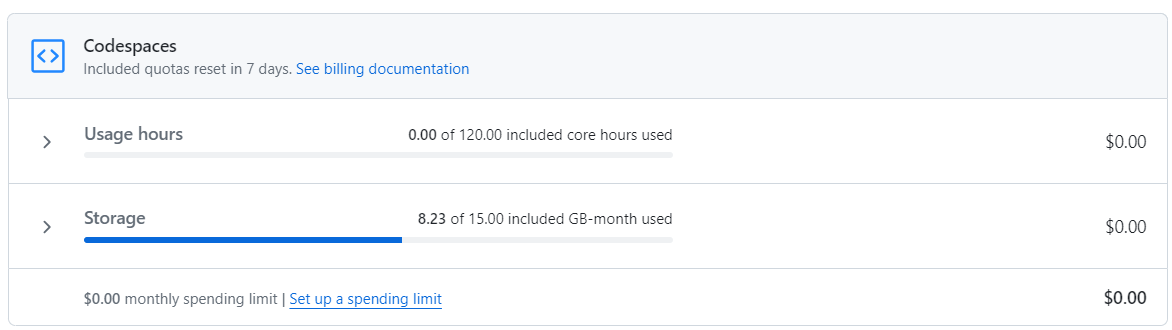 Codespaces
Included quotas reset in 7 days. See billing documentation
Usage hours 0.00 of 120.00 included core hours used $0.00
Storage 8.23 of 15.00 included GB-month used $0.00
$0.00 monthly spending limit | Set up a spending limit $0.00